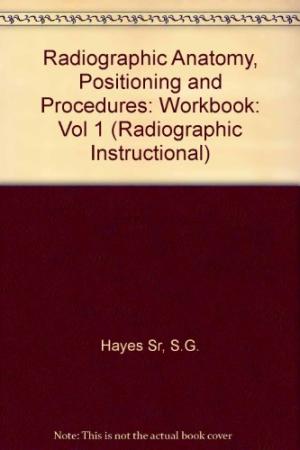 Radiographic Anatomy,
Positioning and
Procedures: Workbook:
Vol 1 (Radiographic
Instructional)
Hayes Sr, S.G.
Note: This is not the actual book cover